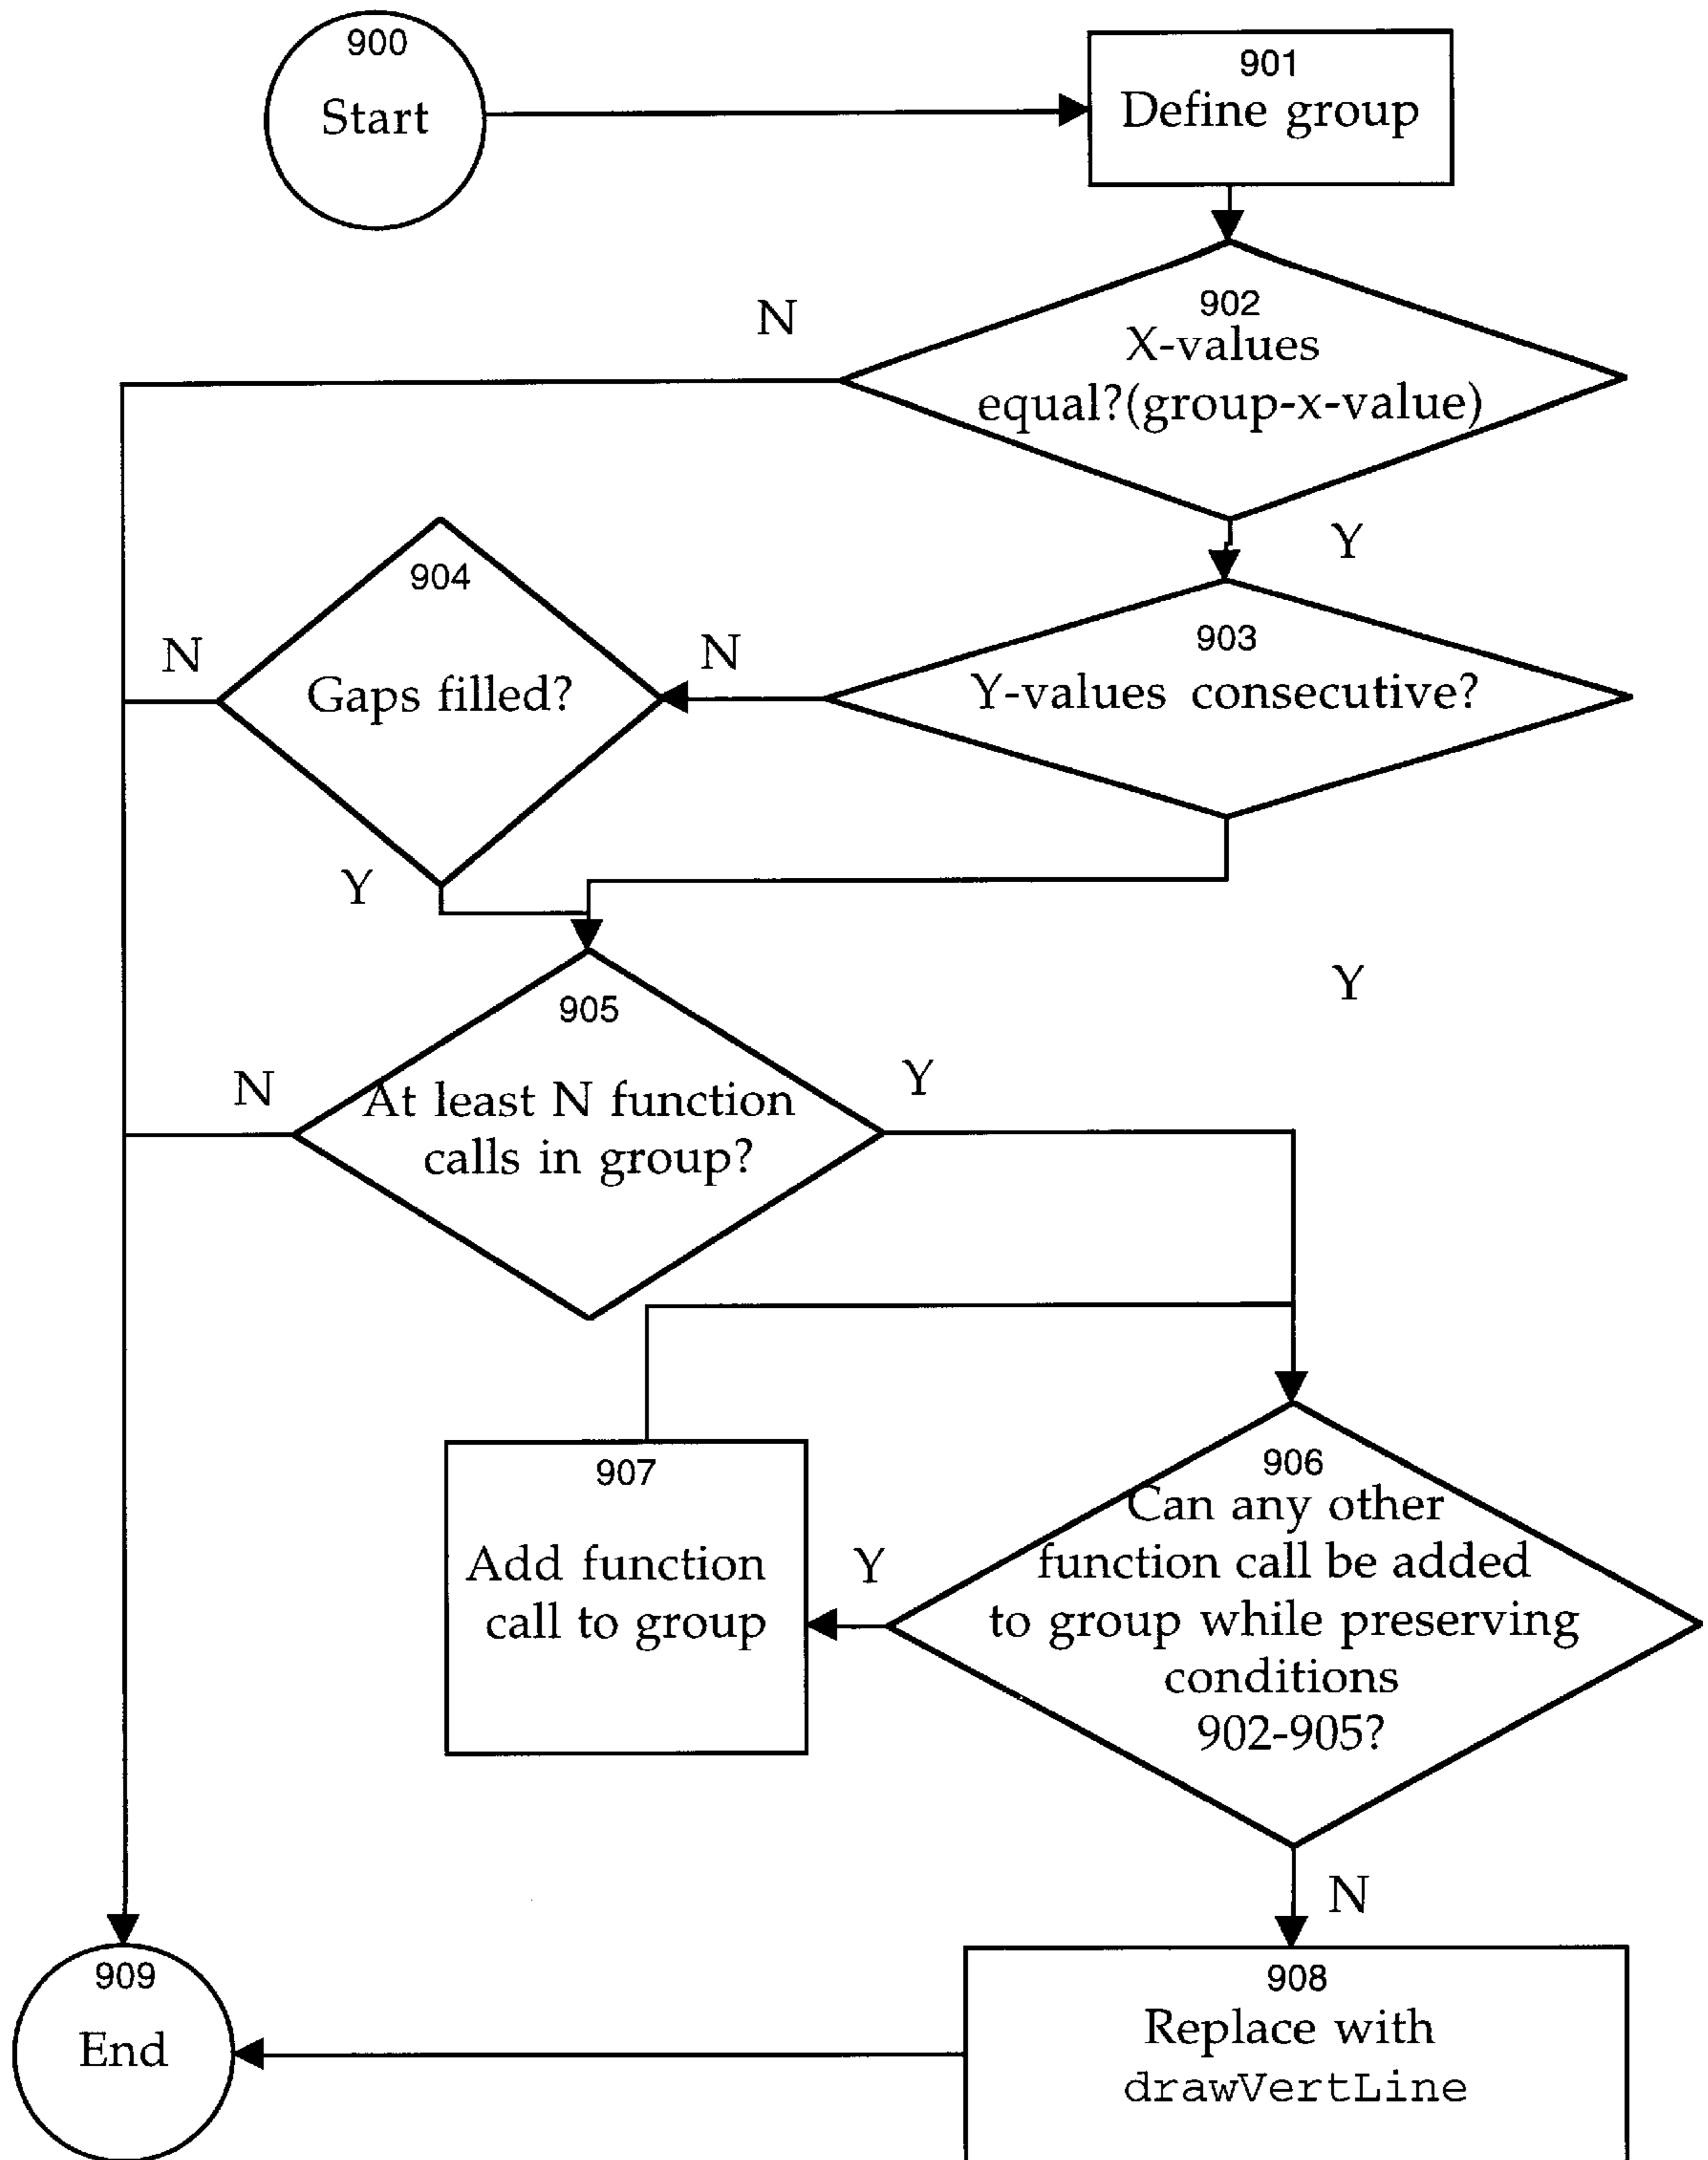 900
Start
901
Define group
902
X-values
equal?(group-x-value)
N
Y
903
Y-values consecutive?
N
904
Gaps filled?
N
Y
Y
905
At least N function
calls in group?
N
Y
906
Can any other
function call be added
to group while preserving
conditions
902-905?
Y
907
Add function
call to group
N
908
Replace with
drawVertLine
909
End